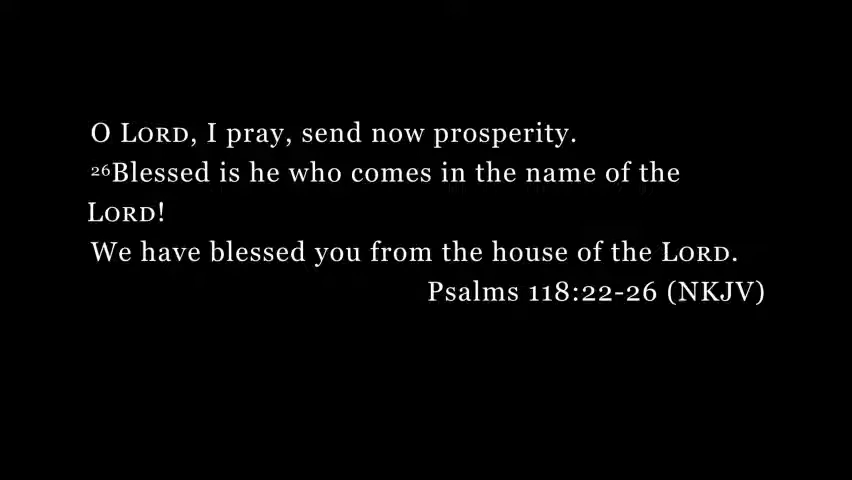 O LORD, I pray, send now prosperity.
26Blessed is he who comes in the name of the
LORD!
We have blessed you from the house of the LORD.
Psalms 118:22-26 (NKJV)